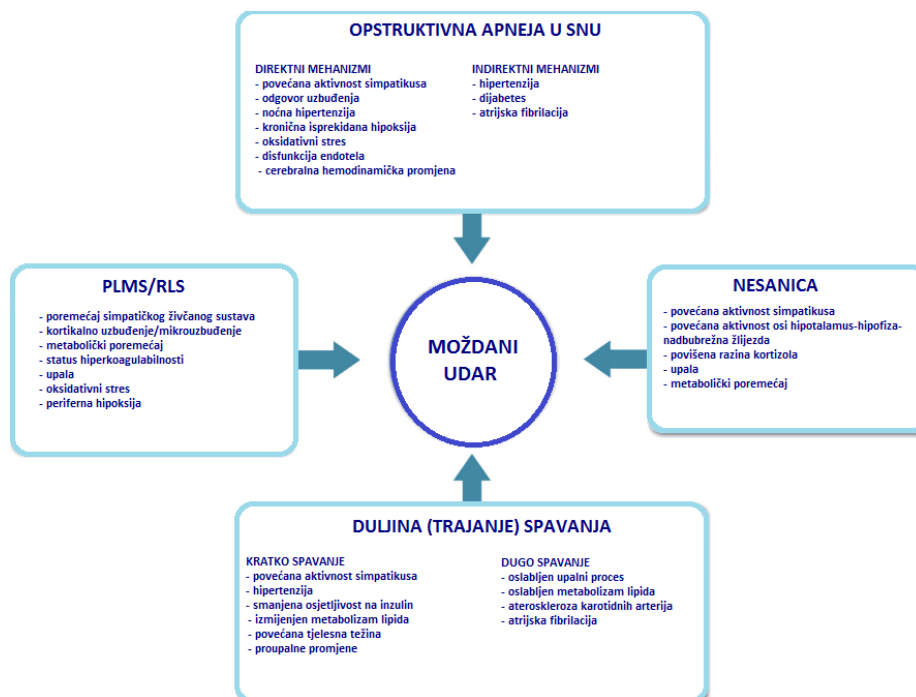 OPSTRUKTIVNA APNEJA U SNU
DIREKTNI MEHANIZMI
- povećana aktivnost simpatikusa
- odgovor uzbuđenja
- noćna hipertenzija
- kronična isprekidana hipoksija
- oksidativni stres
- disfunkcija endotela
- cerebralna hemodinamička promjena
INDIREKTNI MEHANIZMI
- hipertenzija
- dijabetes
- atrijska fibrilacija
PLMS/RLS
- poremećaj simpatičkog živčanog sustava
- kortikalno uzbuđenje/mikrouzbuđenje
- metabolički poremećaj
- status hiperkoagulabilnosti
- upala
- oksidativni stres
- periferna hipoksija
MOŽDANI
UDAR
NESANICA
- povećana aktivnost simpatikusa
- povećana aktivnost osi hipotalamus-hipofiza-
nadbubrežna žlijezda
- povišena razina kortizola
- upala
- metabolički poremećaj
DULJINA (TRAJANJE) SPAVANJA
KRATKO SPAVANJE
- povećana aktivnost simpatikusa
- hipertenzija
- smanjena osjetljivost na inzulin
- izmijenjen metabolizam lipida
- povećana tjelesna težina
- proupalne promjene
DUGO SPAVANJE
- oslabljen upalni proces
- oslabljen metabolizam lipida
- ateroskleroza karotidnih arterija
- atrijska fibrilacija